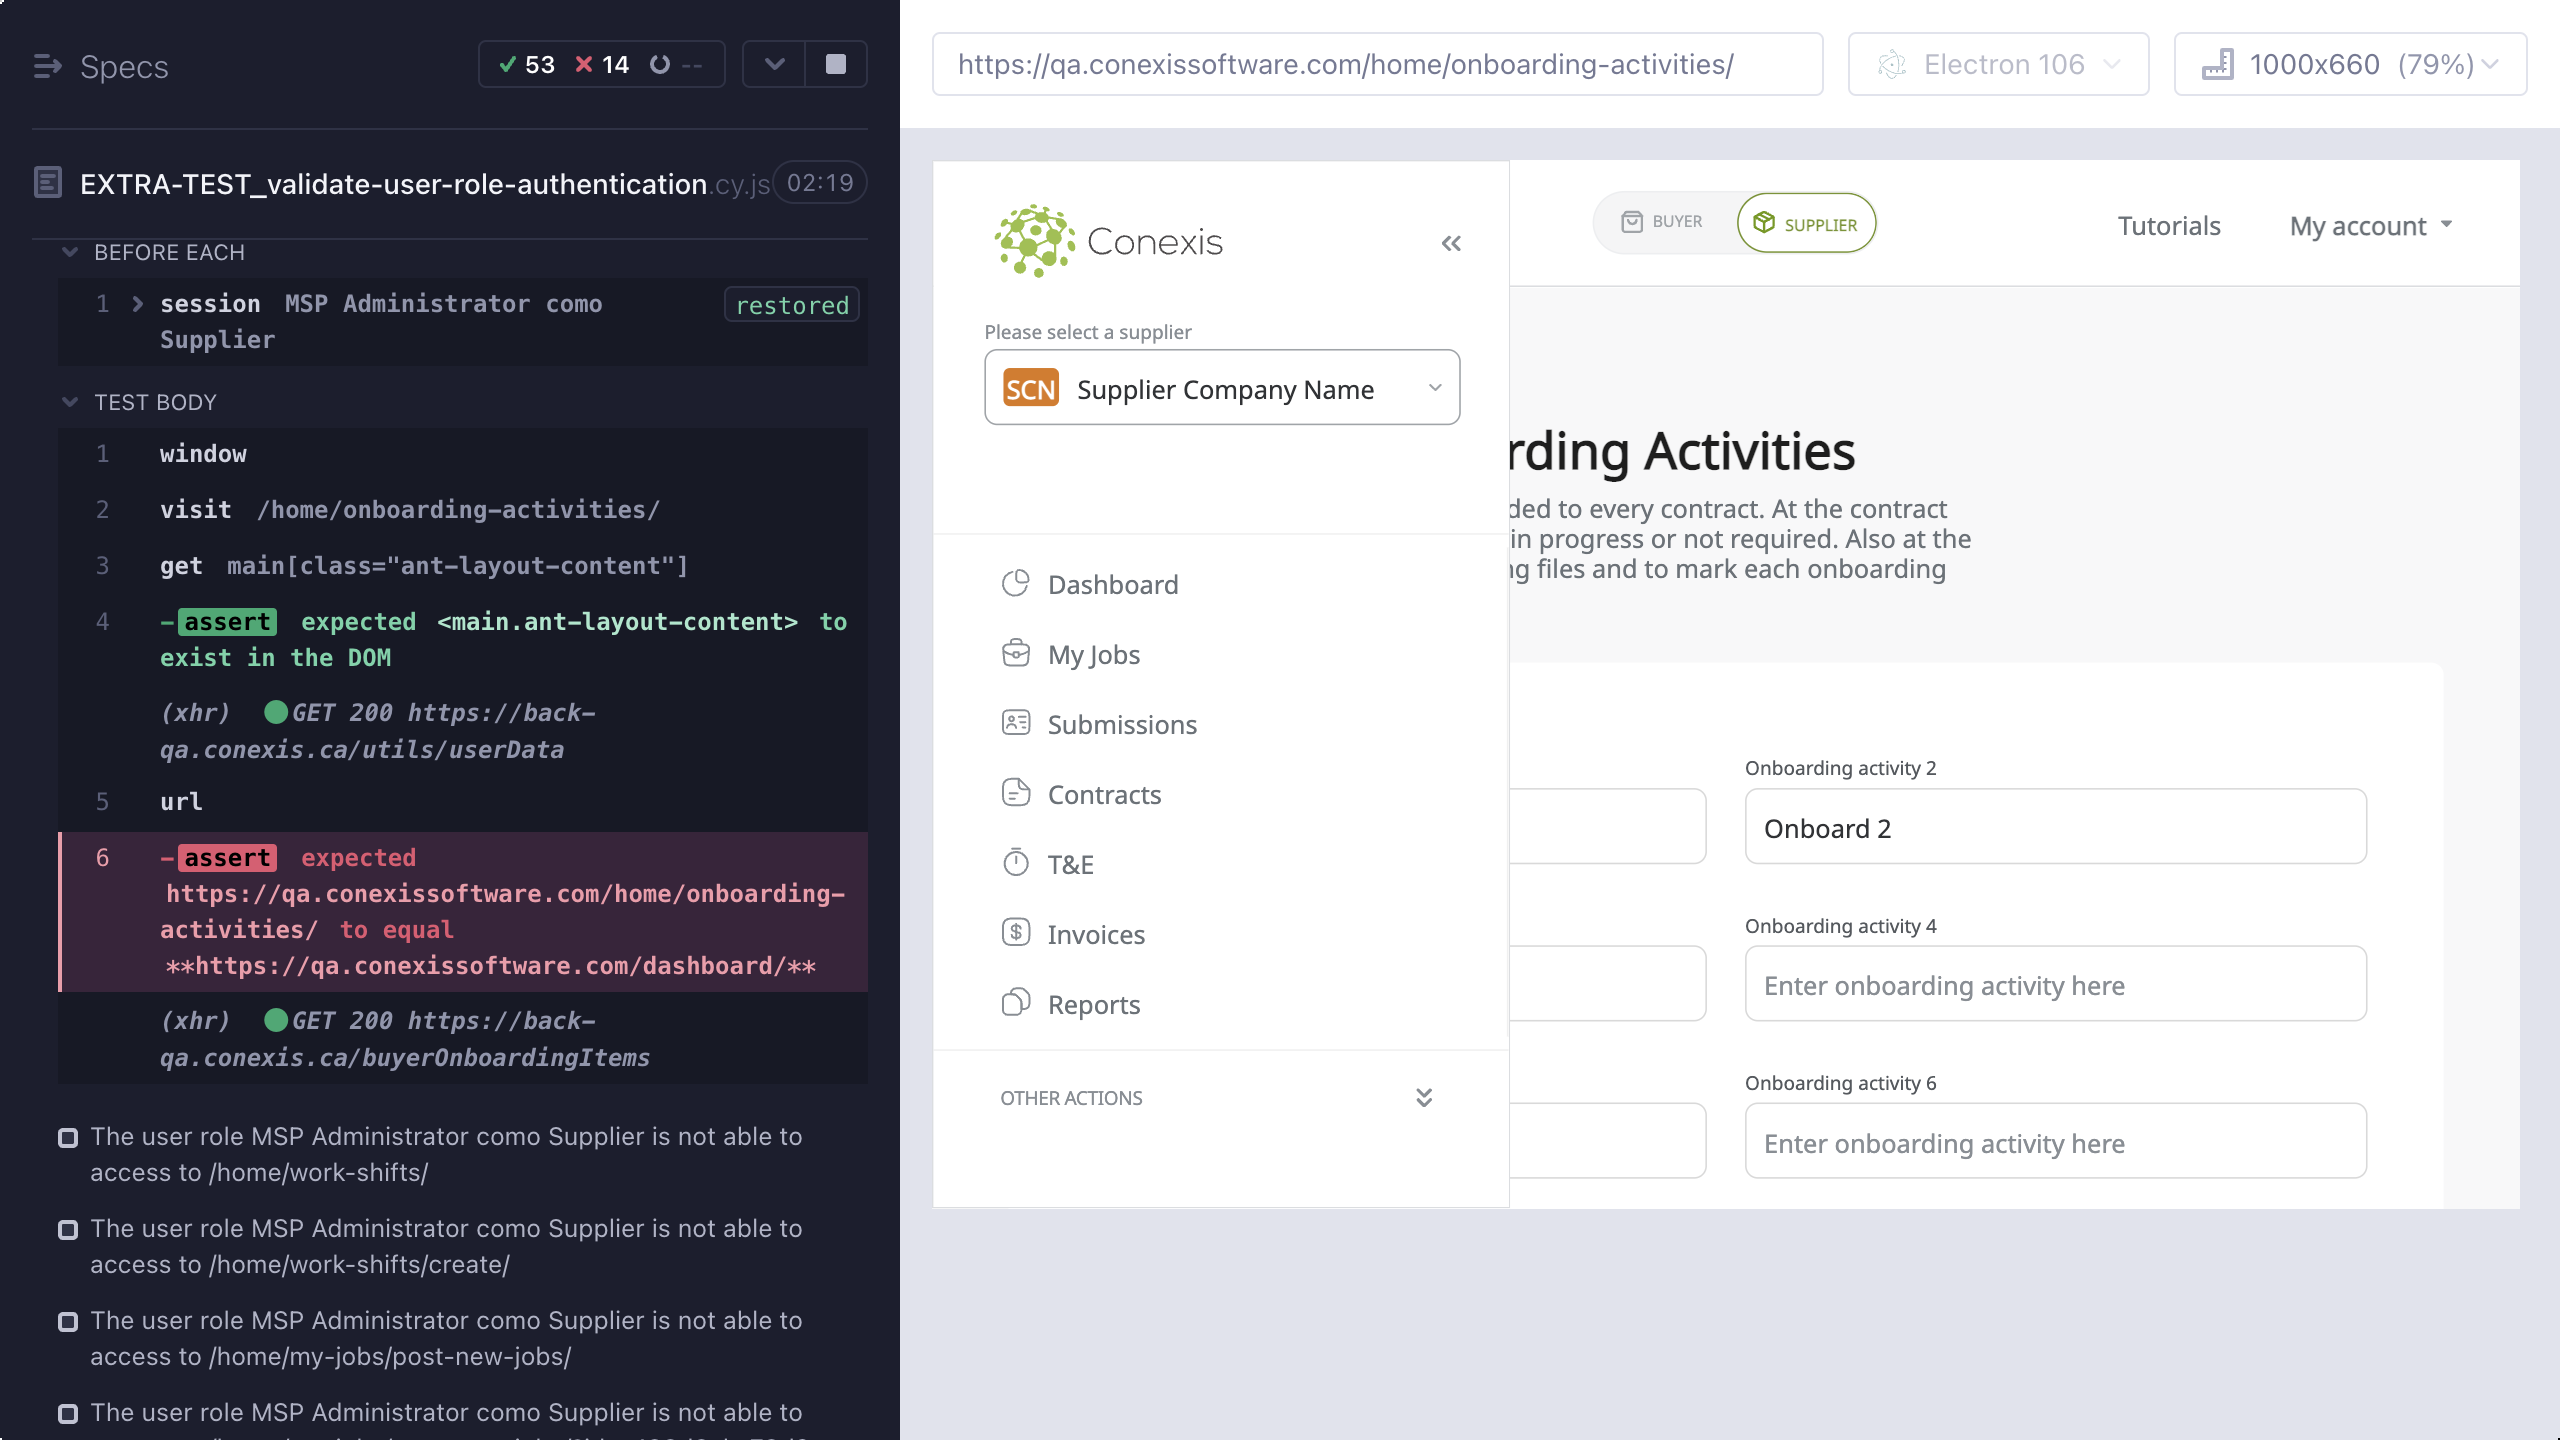 Specs
53 14 --
EXTRA-TEST_validate-user-role-authentication.cy.js 02:19
BEFORE EACH
1 session MSP Administrator como restored
Supplier
TEST BODY
1 window
2 visit /home/onboarding-activities/
3 get main[class="ant-layout-content"]
4 -assert expected <main.ant-layout-content> to
exist in the DOM
(xhr) GET 200 https://back-
qa.conexis.ca/utils/userData
5 url
6 -assert expected
https://qa.conexissoftware.com/home/onboarding-
activities/ to equal
**https://qa.conexissoftware.com/dashboard/**
(xhr) GET 200 https://back-
qa.conexis.ca/buyerOnboardingItems
The user role MSP Administrator como Supplier is not able to
access to /home/work-shifts/
The user role MSP Administrator como Supplier is not able to
access to /home/work-shifts/create/
The user role MSP Administrator como Supplier is not able to
access to /home/my-jobs/post-new-jobs/
The user role MSP Administrator como Supplier is not able to
https://qa.conexissoftware.com/home/onboarding-activities/
Electron 106
1000x660 (79%)
Conexis
Please select a supplier
SCN Supplier Company Name
Dashboard
My Jobs
Submissions
Contracts
T&E
Invoices
Reports
OTHER ACTIONS
BUYER
SUPPLIER
Tutorials
My account
rding Activities
ded to every contract. At the contract
in progress or not required. Also at the
ng files and to mark each onboarding
Onboarding activity 2
Onboard 2
Onboarding activity 4
Enter onboarding activity here
Onboarding activity 6
Enter onboarding activity here